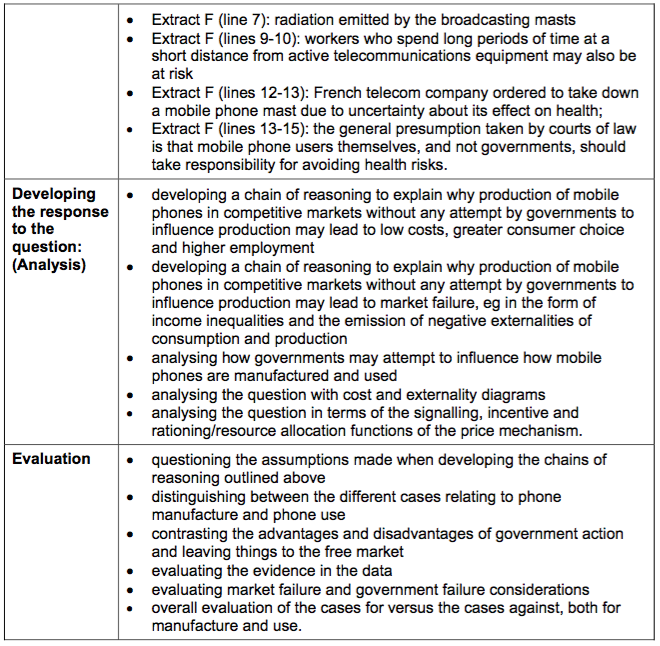 • Extract F (line 7): radiation emitted by the broadcasting masts
• Extract F (lines 9-10): workers who spend long periods of time at a
short distance from active telecommunications equipment may also be
at risk
• Extract F (lines 12-13): French telecom company ordered to take down
a mobile phone mast due to uncertainty about its effect on health;
• Extract F (lines 13-15): the general presumption taken by courts of law
is that mobile phone users themselves, and not governments, should
take responsibility for avoiding health risks.
Developing
the response
to the
question:
(Analysis)
• developing a chain of reasoning to explain why production of mobile
phones in competitive markets without any attempt by governments to
influence production may lead to low costs, greater consumer choice
and higher employment
• developing a chain of reasoning to explain why production of mobile
phones in competitive markets without any attempt by governments to
influence production may lead to market failure, eg in the form of
income inequalities and the emission of negative externalities of
consumption and production
• analysing how governments may attempt to influence how mobile
phones are manufactured and used
• analysing the question with cost and externality diagrams
• analysing the question in terms of the signalling, incentive and
rationing/resource allocation functions of the price mechanism.
Evaluation
• questioning the assumptions made when developing the chains of
reasoning outlined above
• distinguishing between the different cases relating to phone
manufacture and phone use
• contrasting the advantages and disadvantages of government action
and leaving things to the free market
• evaluating the evidence in the data
• evaluating market failure and government failure considerations
• overall evaluation of the cases for versus the cases against, both for
manufacture and use.